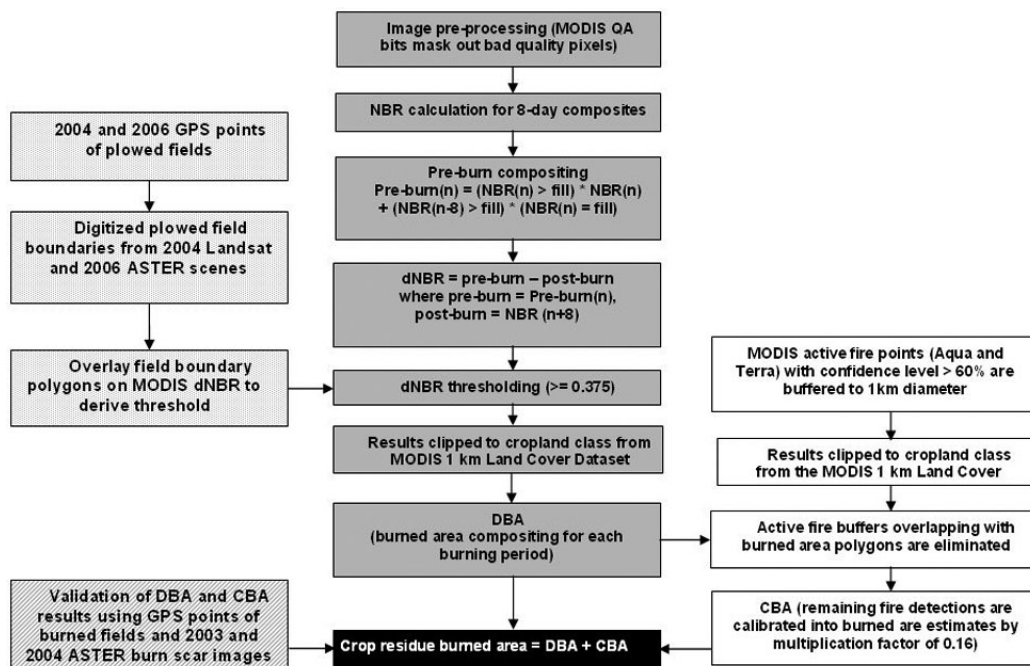 Image pre-processing (MODIS QA
bits mask out bad quality pixels)
NBR calculation for 8-day composites
Pre-burn compositing
Pre-burn(n) = (NBR(n) > fill) * NBR(n)
+ (NBR(n-8) > fill) * (NBR(n) = fill)
dNBR = pre-burn – post-burn
where pre-burn = Pre-burn(n),
post-burn = NBR (n+8)
dNBR thresholding (>= 0.375)
Results clipped to cropland class from
MODIS 1 km Land Cover Dataset
DBA
(burned area compositing for each
burning period)
Crop residue burned area = DBA + CBA
2004 and 2006 GPS points
of plowed fields
Digitized plowed field
boundaries from 2004 Landsat
and 2006 ASTER scenes
Overlay field boundary
polygons on MODIS dNBR to
derive threshold
Validation of DBA and CBA
results using GPS points of
burned fields and 2003 and
2004 ASTER burn scar images
MODIS active fire points (Aqua and
Terra) with confidence level > 60% are
buffered to 1km diameter
Results clipped to cropland class
from the MODIS 1 km Land Cover
Active fire buffers overlapping with
burned area polygons are eliminated
CBA (remaining fire detections are
calibrated into burned are estimates by
multiplication factor of 0.16)